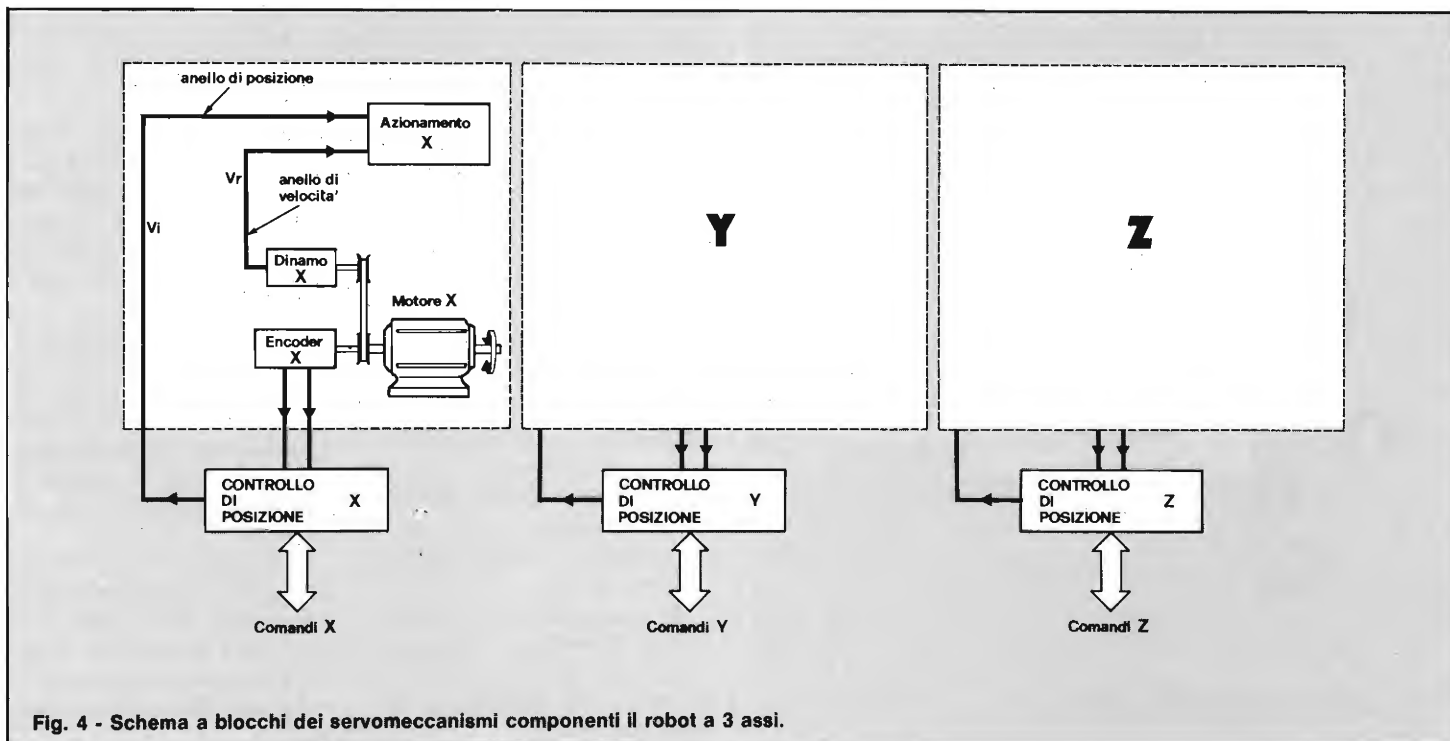 anello di posizione
Azionamento
X
Vr
anello di
velocita'
Vi
Dinamo
X
Motore X
Encoder
X
Y
Z
CONTROLLO
DI
POSIZIONE
X
CONTROLLO
DI
POSIZIONE
Y
CONTROLLO
DI
POSIZIONE
Z
Comandi X
Comandi Y
Comandi Z
Fig. 4 - Schema a blocchi dei servomeccanismi componenti il robot a 3 assi.